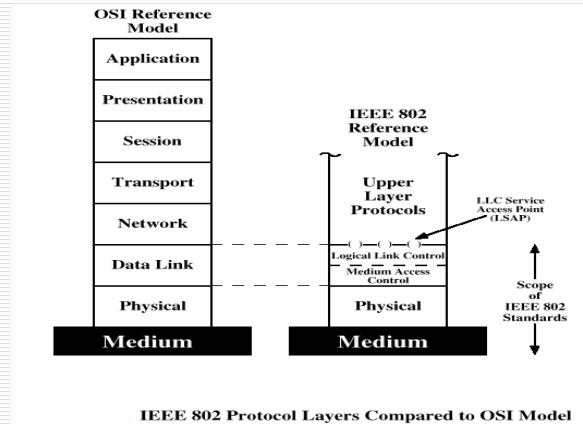 OSI Reference
Model
Application
Presentation
Session
Transport
Network
Data Link
Physical
Medium
IEEE 802
Reference
Model
Upper
Layer
Protocols
LLC Service
Access Point
(LSAP)
Logical Link Control
Medium Access
Control
Physical
Medium
Scope
of
IEEE 802
Standards
IEEE 802 Protocol Layers Compared to OSI Model